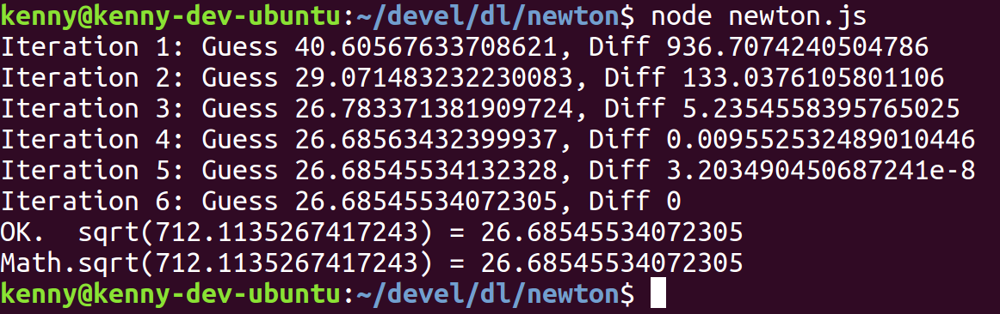 kenny@kenny-dev-ubuntu:~/devel/dl/newton$ node newton.js
Iteration 1: Guess 40.60567633708621, Diff 936.7074240504786
Iteration 2: Guess 29.071483232230083, Diff 133.0376105801106
Iteration 3: Guess 26.783371381909724, Diff 5.2354558395765025
Iteration 4: Guess 26.68563432399937, Diff 0.009552532489010446
Iteration 5: Guess 26.68545534132328, Diff 3.203490450687241e-8
Iteration 6: Guess 26.68545534072305, Diff 0
OK.  sqrt(712.1135267417243) = 26.68545534072305
Math.sqrt(712.1135267417243) = 26.68545534072305
kenny@kenny-dev-ubuntu:~/devel/dl/newton$